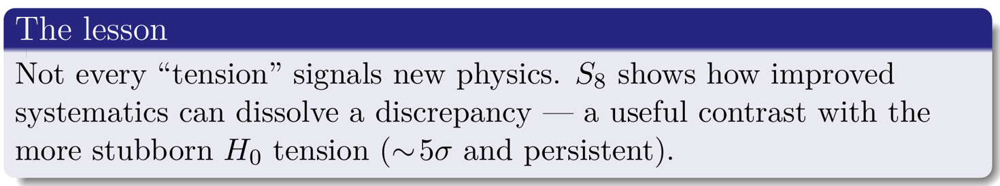 The lesson
Not every “tension” signals new physics. S₈ shows how improved
systematics can dissolve a discrepancy — a useful contrast with the
more stubborn H₀ tension (∼5σ and persistent).